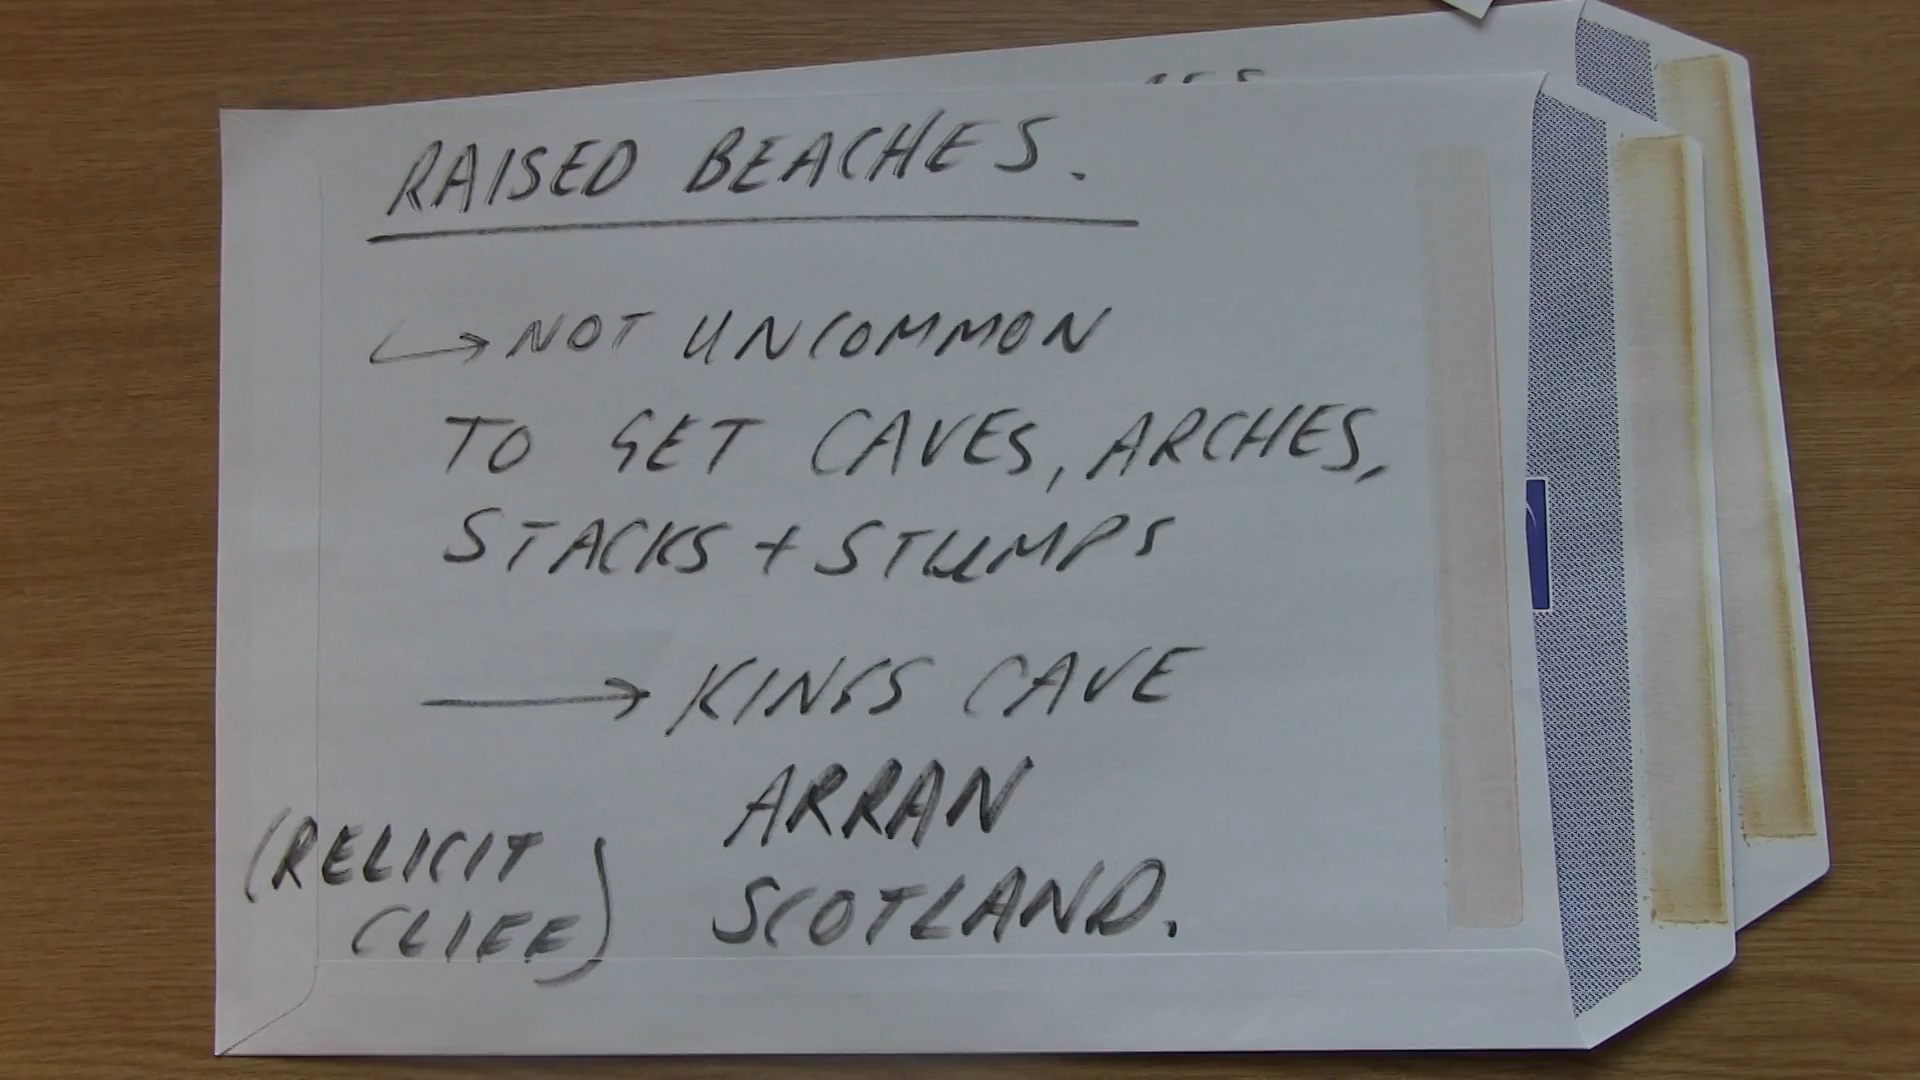 RAISED BEACHES.
↳ NOT UNCOMMON
TO GET CAVES, ARCHES,
STACKS + STUMPS
→ KINGS CAVE
ARRAN
SCOTLAND.
(RELICIT
CLIFF)